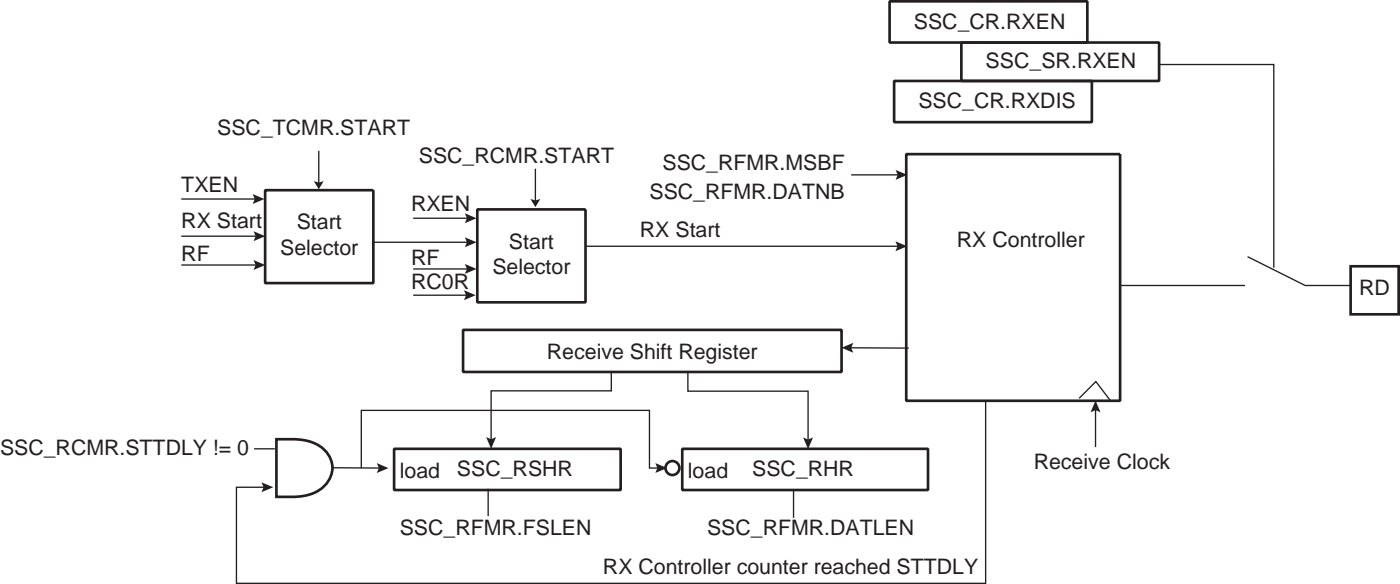 SSC_CR.RXEN
SSC_SR.RXEN
SSC_CR.RXDIS
SSC_TCMR.START
SSC_RCMR.START
SSC_RFMR.MSBF
SSC_RFMR.DATNB
TXEN
RX Start
RF
Start
Selector
RXEN
RF
RC0R
Start
Selector
RX Start
RX Controller
RD
Receive Shift Register
SSC_RCMR.STTDLY != 0
load SSC_RSHR
load SSC_RHR
Receive Clock
SSC_RFMR.FSLEN
SSC_RFMR.DATLEN
RX Controller counter reached STTDLY